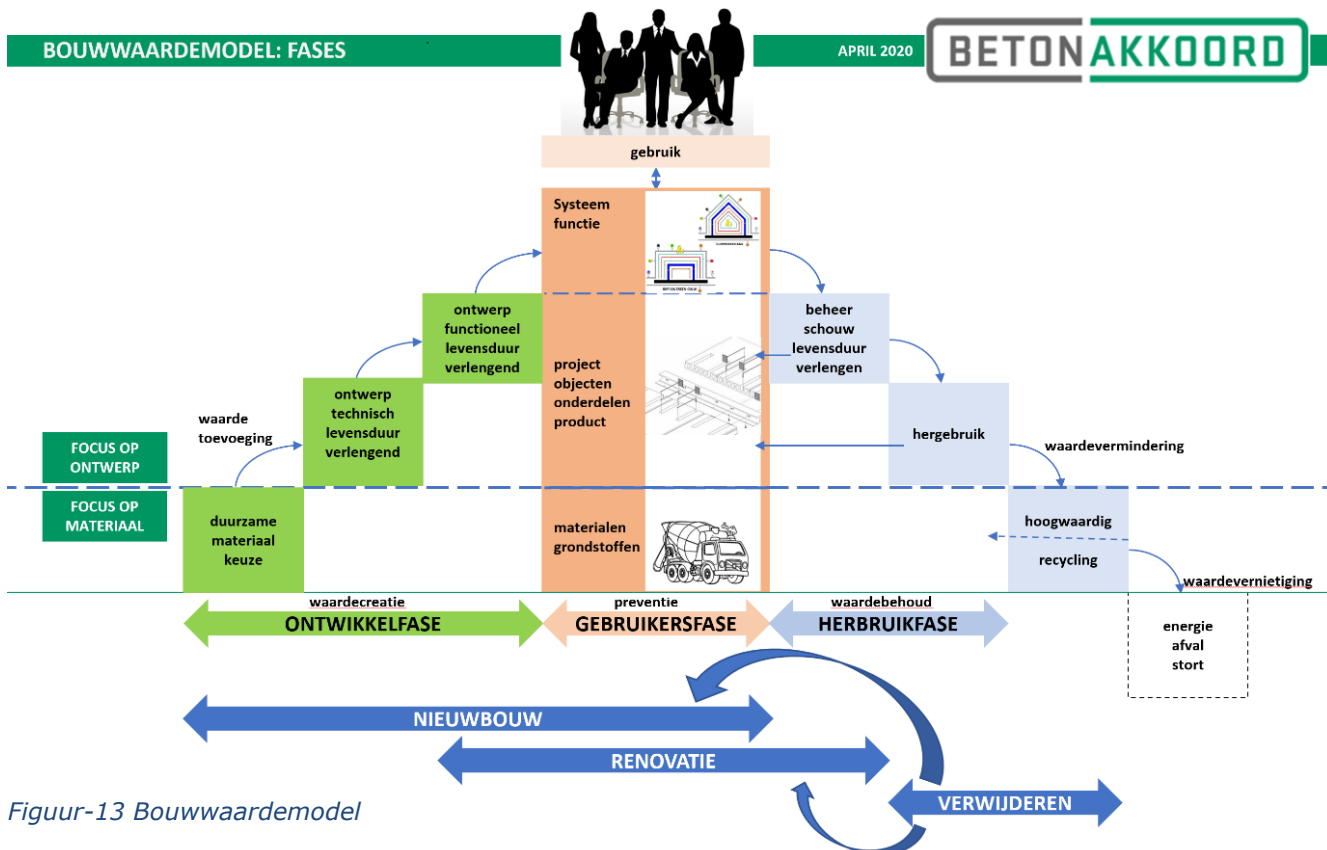 BOUWWAARDEMODEL: FASES
APRIL 2020
BETONAKKOORD
gebruik
Systeem
functie
ontwerp
functioneel
levensduur
verlengend
beheer
schouw
levensduur
verlengen
project
objecten
onderdelen
product
ontwerp
technisch
levensduur
verlengend
waarde
toevoeging
hergebruik
waardevermindering
FOCUS OP
ONTWERP
FOCUS OP
MATERIAAL
duurzame
materiaal
keuze
materialen
grondstoffen
hoogwaardig
recycling
waardevernietiging
waardecreatie
ONTWIKKELFASE
preventie
GEBRUIKERSFASE
waardebehoud
HERBRUIKFASE
energie
afval
stort
NIEUWBOUW
RENOVATIE
VERWIJDEREN
Figuur-13 Bouwwaardemodel